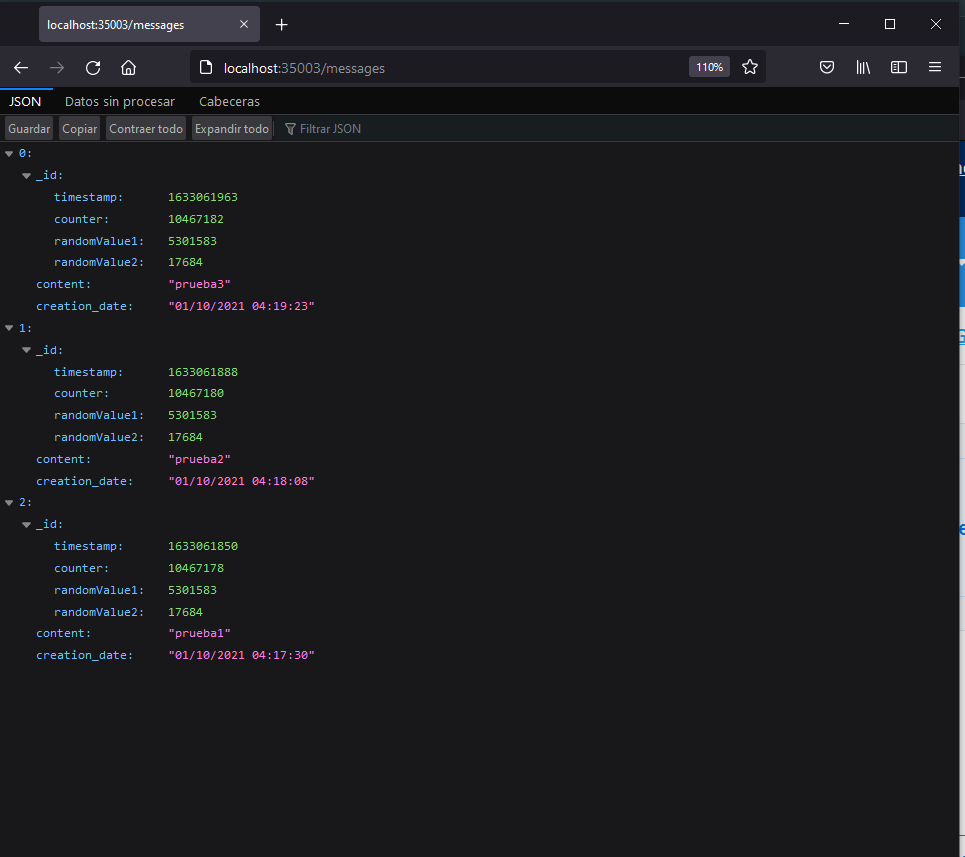 localhost:35003/messages
localhost:35003/messages 110%
JSON Datos sin procesar Cabeceras
Guardar Copiar Contraer todo Expandir todo Filtrar JSON
0:
_id:
timestamp: 1633061963
counter: 10467182
randomValue1: 5301583
randomValue2: 17684
content: "prueba3"
creation_date: "01/10/2021 04:19:23"
1:
_id:
timestamp: 1633061888
counter: 10467180
randomValue1: 5301583
randomValue2: 17684
content: "prueba2"
creation_date: "01/10/2021 04:18:08"
2:
_id:
timestamp: 1633061850
counter: 10467178
randomValue1: 5301583
randomValue2: 17684
content: "prueba1"
creation_date: "01/10/2021 04:17:30"